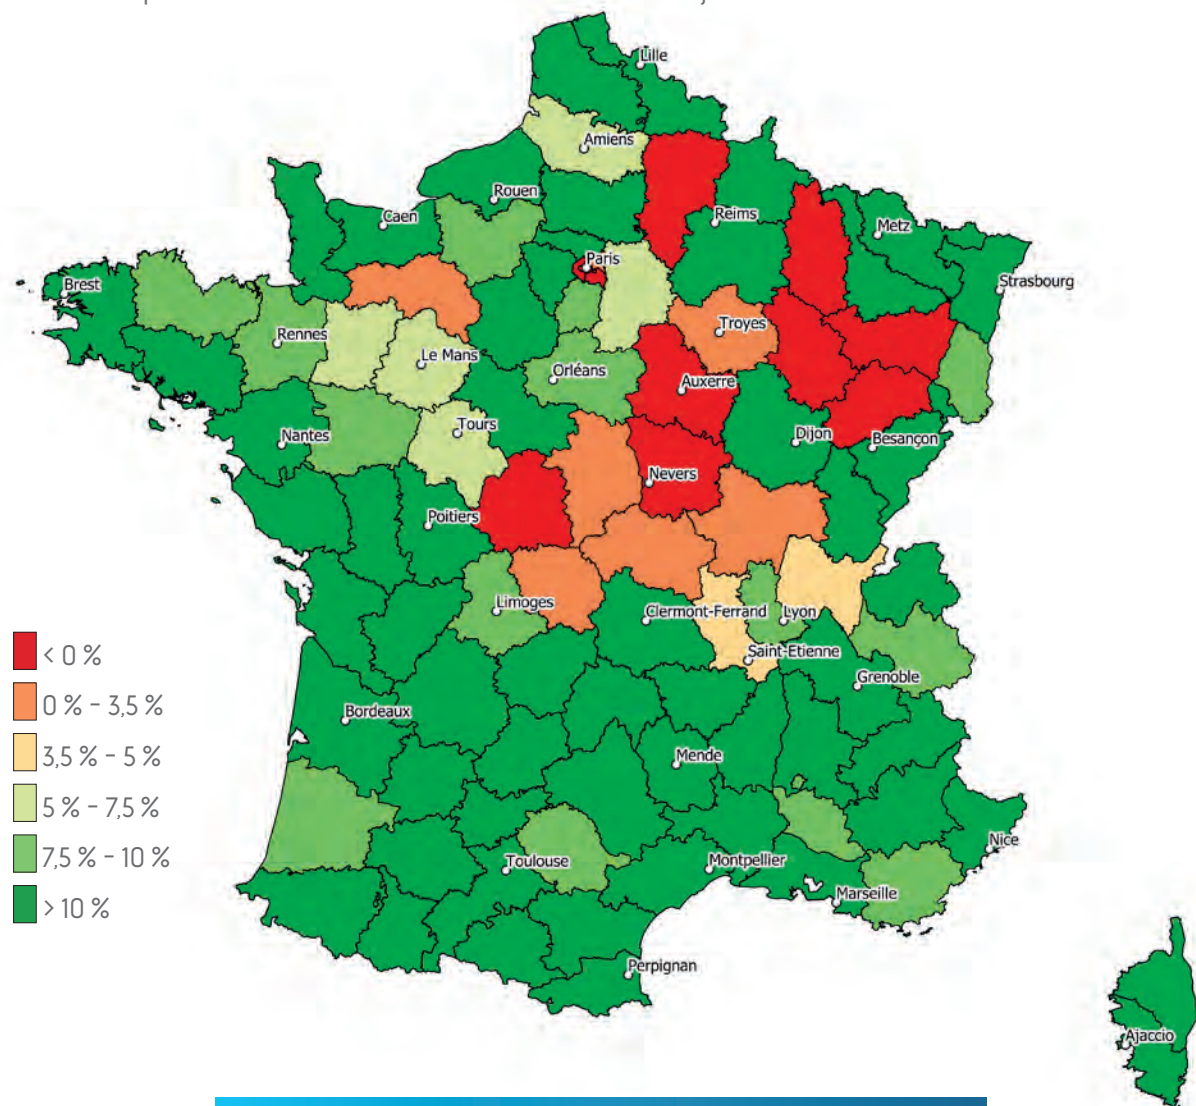 Lille
Amiens
Rouen
Reims
Caen
Metz
Paris
Strasbourg
Brest
Troyes
Rennes
Le Mans
Orléans
Auxerre
Tours
Dijon
Besançon
Nantes
Nevers
Poitiers
Limoges
Clermont-Ferrand
Lyon
Saint-Etienne
Grenoble
Bordeaux
Mende
Nice
Toulouse
Montpellier
Marseille
Perpignan
Ajaccio
< 0 %
0 % - 3,5 %
3,5 % - 5 %
5 % - 7,5 %
7,5 % - 10 %
> 10 %